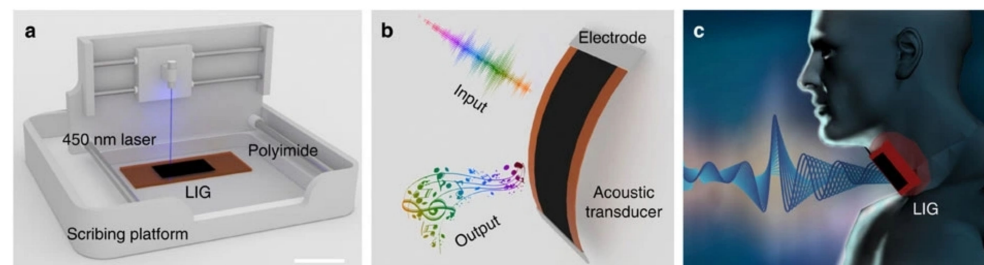 a
450 nm laser
Polyimide
LIG
Scribing platform
b
Electrode
Input
Acoustic
transducer
Output
c
LIG